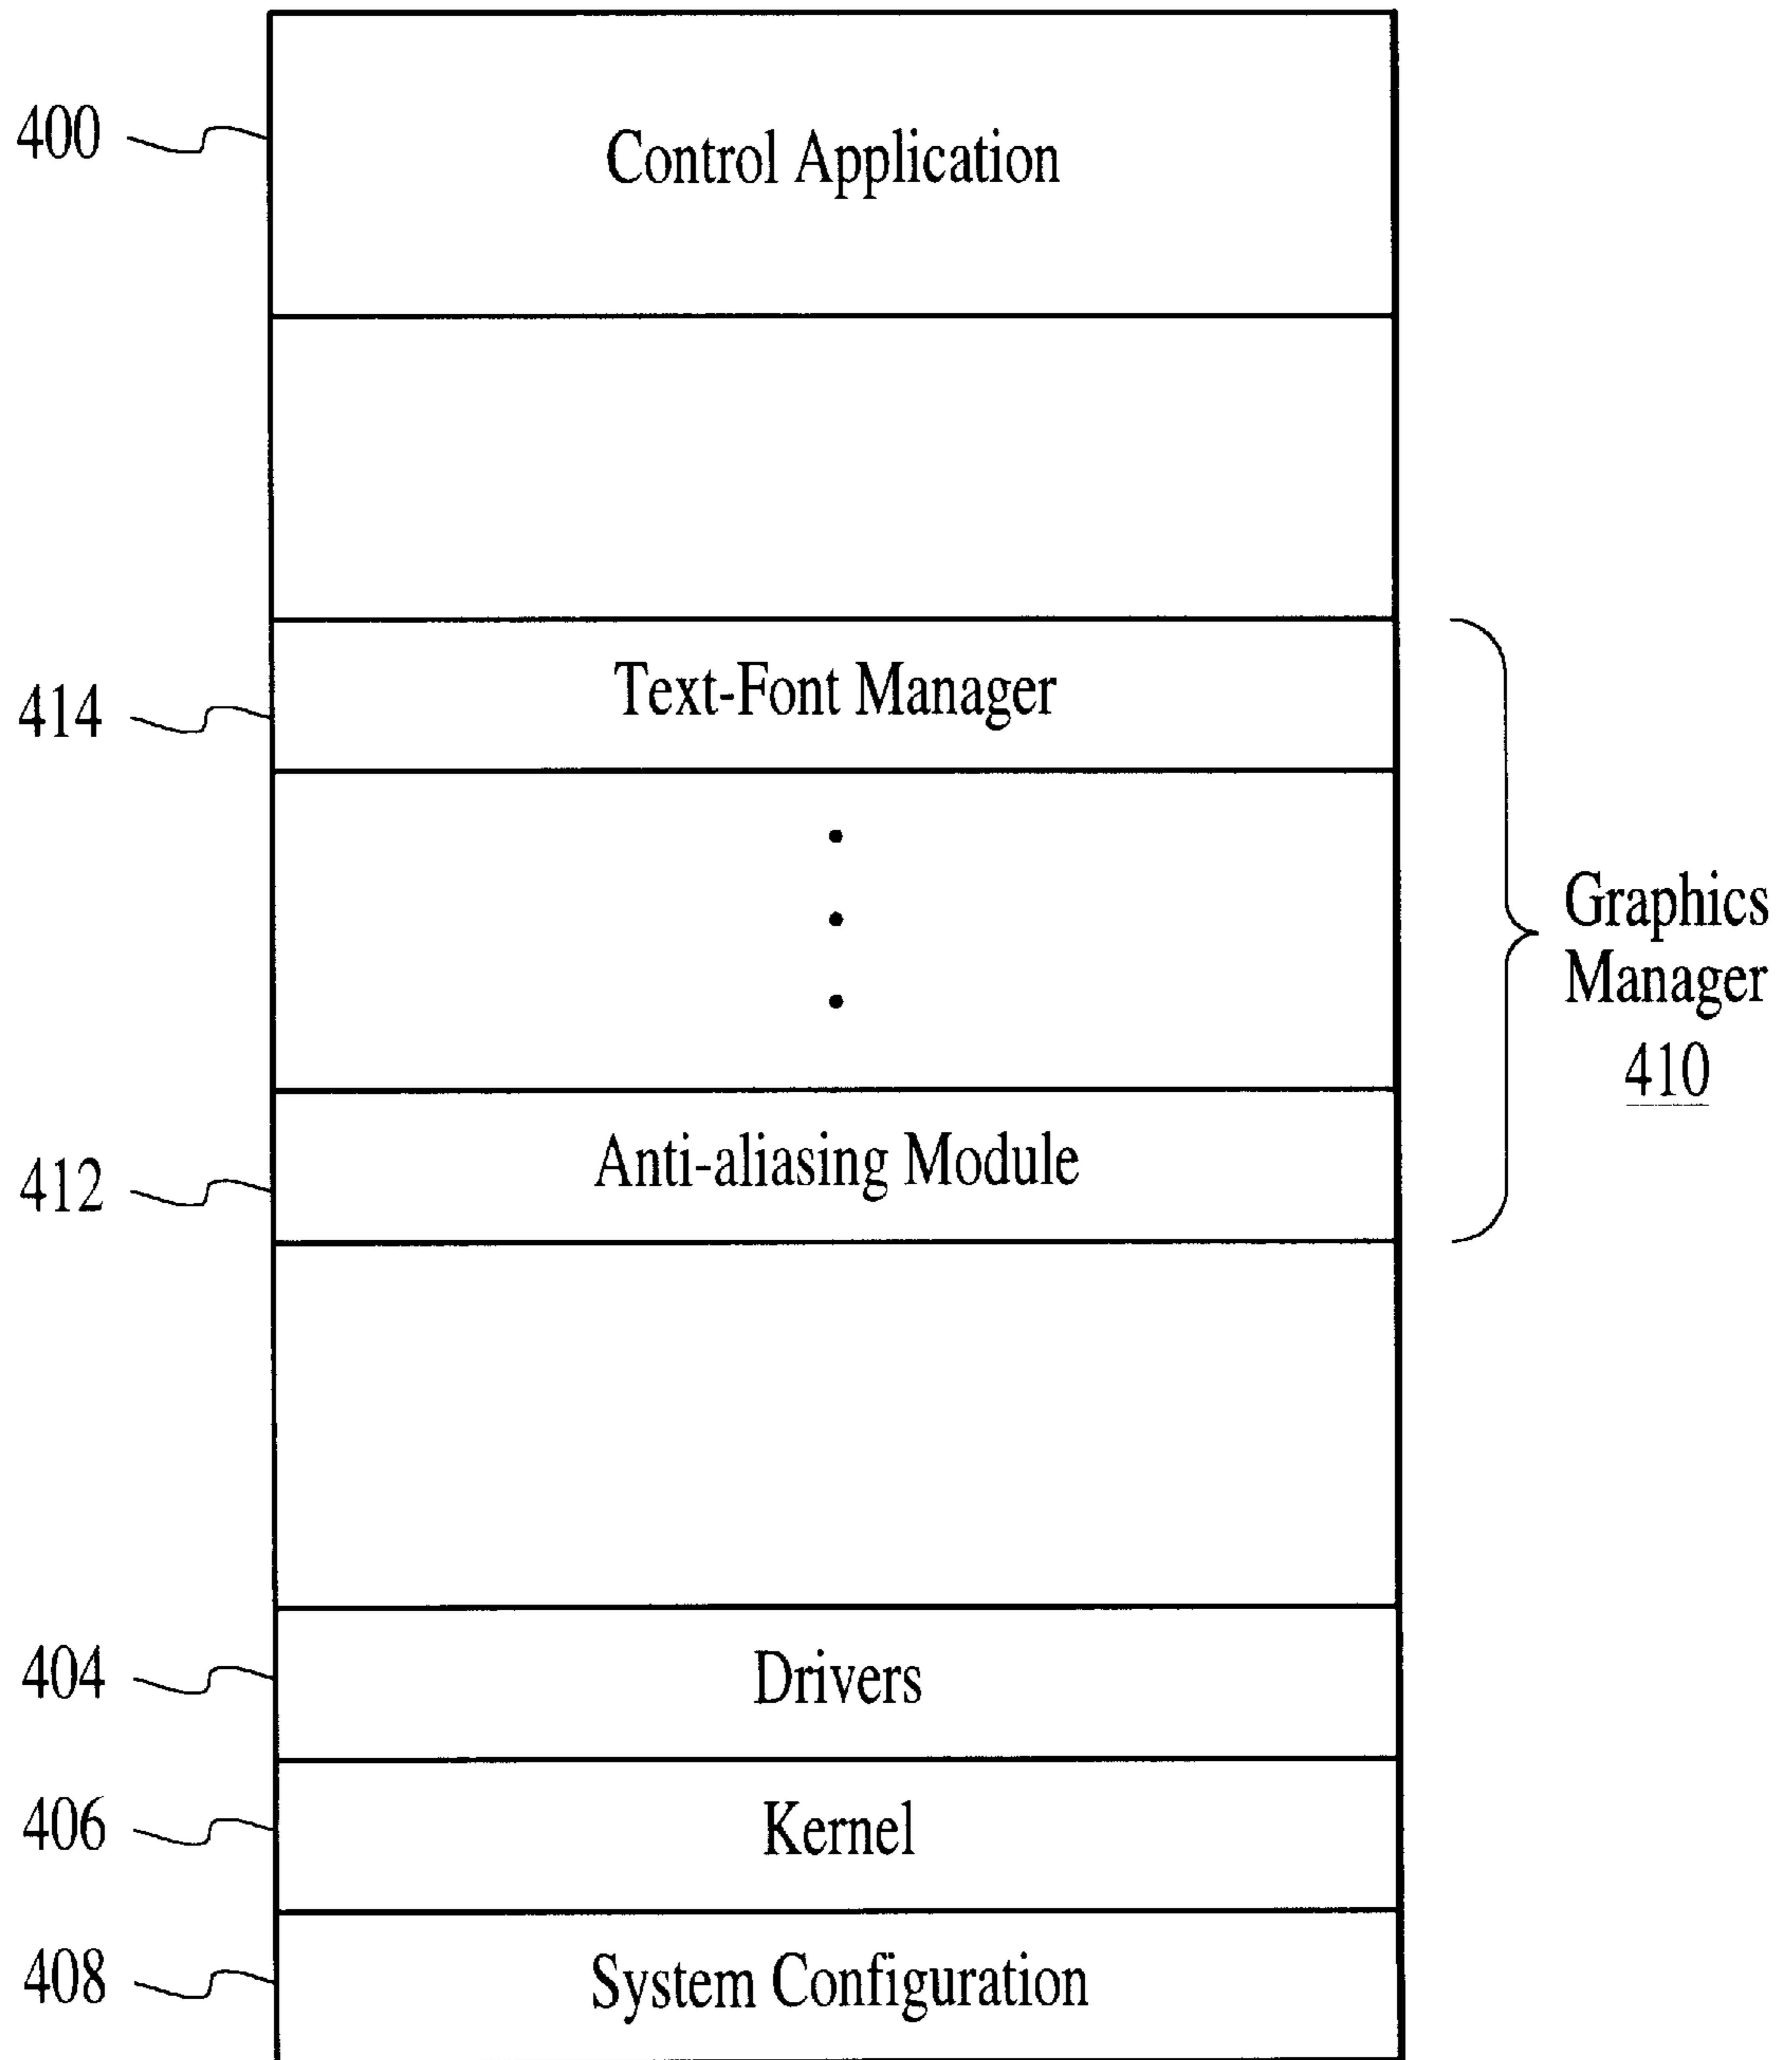 400
Control Application
414
Text-Font Manager
Graphics
Manager
410
412
Anti-aliasing Module
404
Drivers
406
Kernel
408
System Configuration